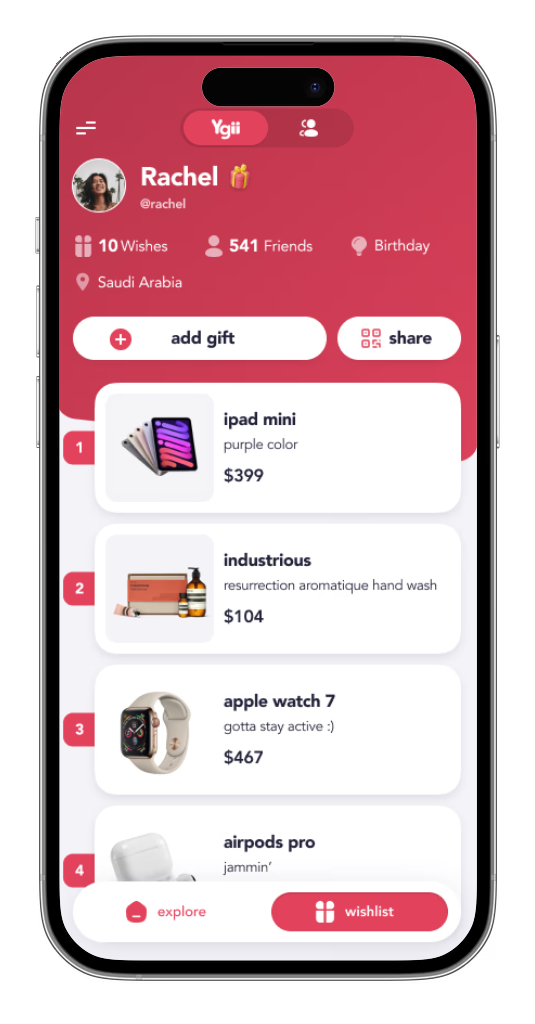 Ygii
Rachel 🎁
@rachel
10 Wishes 541 Friends Birthday
Saudi Arabia
add gift share
1
ipad mini
purple color
$399
2
industrious
resurrection aromatique hand wash
$104
3
apple watch 7
gotta stay active :)
$467
4
airpods pro
jammin’
explore wishlist